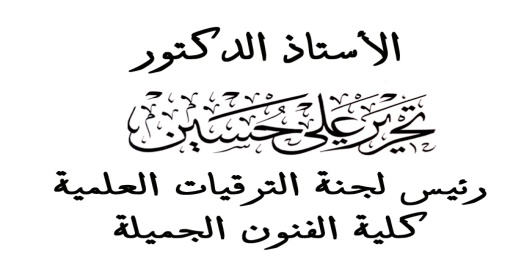 الأستاذ الدكتور
تحرير علي حسين
رئيس لجنة الترقيات العلمية
كلية الفنون الجميلة